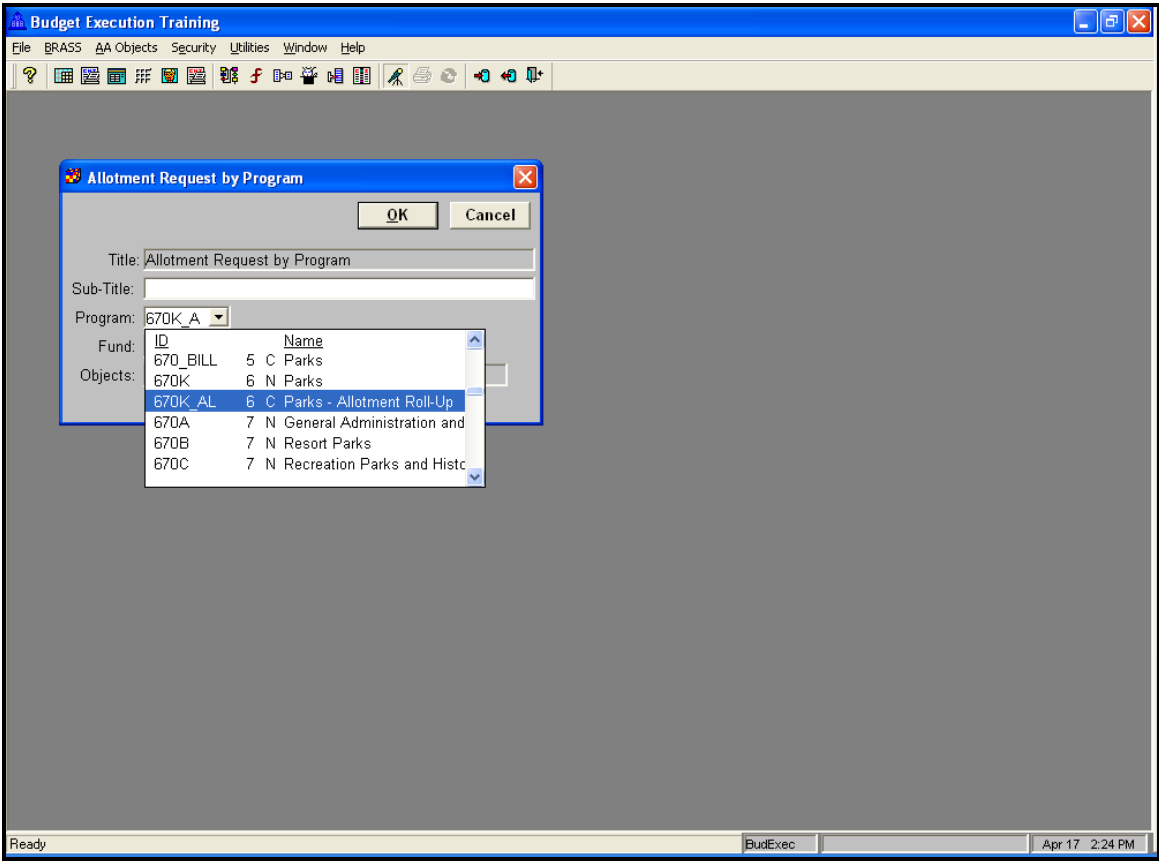 Budget Execution Training
File BRASS AA Objects Security Utilities Window Help
Allotment Request by Program
OK Cancel
Title: Allotment Request by Program
Sub-Title:
Program: 670K_A
Fund:
Objects:
ID Name
670_BILL 5 C Parks
670K 6 N Parks
670K_AL 6 C Parks - Allotment Roll-Up
670A 7 N General Administration and
670B 7 N Resort Parks
670C 7 N Recreation Parks and Histo
Ready BudExec Apr 17 2:24 PM